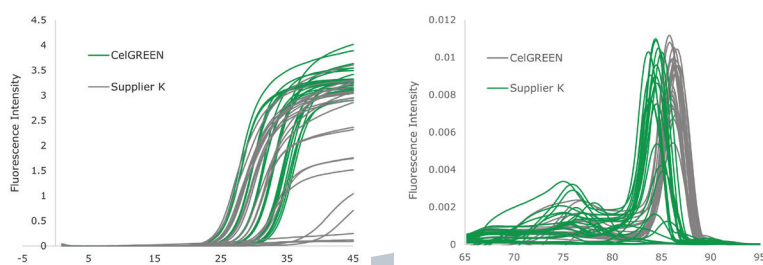 4.5
4
3.5
3
2.5
2
1.5
1
0.5
0
-5 5 15 25 35 45
Fluorescence Intensity
CelGREEN
Supplier K
0.012
0.01
0.008
0.006
0.004
0.002
0
65 70 75 80 85 90 95
Fluorescence Intensity
CelGREEN
Supplier K